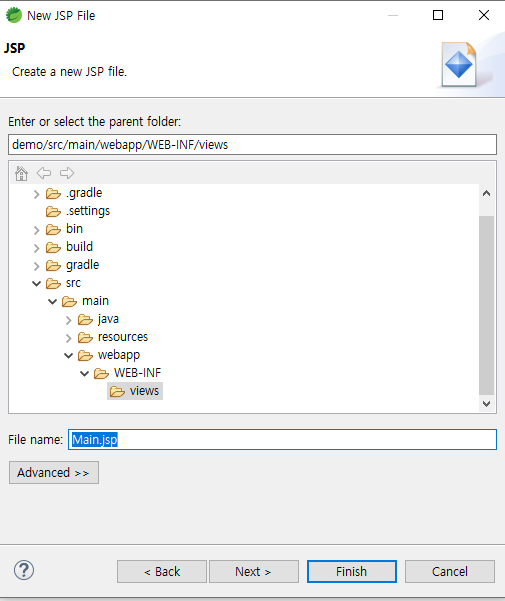 New JSP File
JSP
Create a new JSP file.
Enter or select the parent folder:
demo/src/main/webapp/WEB-INF/views
.gradle
.settings
bin
build
gradle
src
main
java
resources
webapp
WEB-INF
views
File name: Main.jsp
Advanced >>
? < Back Next > Finish Cancel